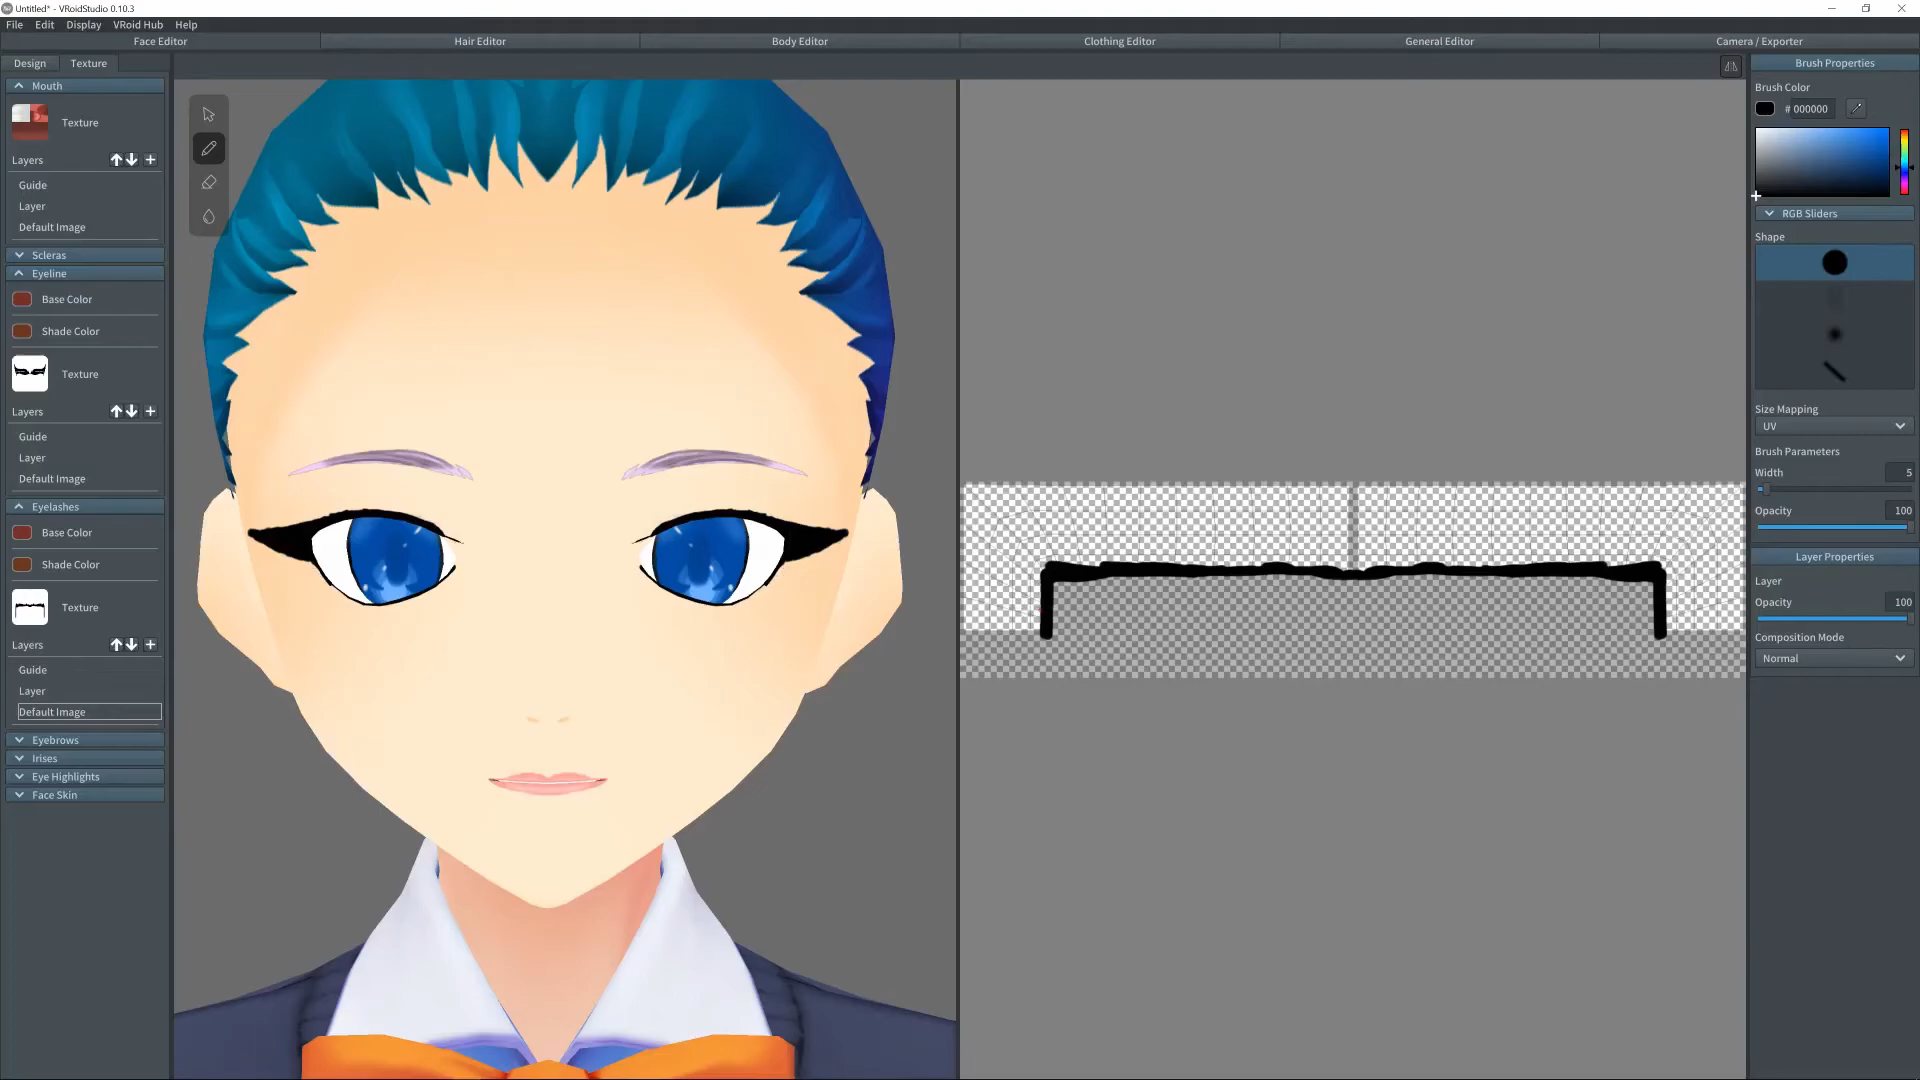 Untitled* - VRoidStudio 0.10.3
File Edit Display VRoid Hub Help
Face Editor Hair Editor Body Editor Clothing Editor General Editor Camera / Exporter
Design Texture
Mouth
Texture
Layers
Guide
Layer
Default Image
Scleras
Eyeline
Base Color
Shade Color
Texture
Layers
Guide
Layer
Default Image
Eyelashes
Base Color
Shade Color
Texture
Layers
Guide
Layer
Default Image
Eyebrows
Irises
Eye Highlights
Face Skin
Brush Properties
Brush Color
# 000000
RGB Sliders
Shape
Size Mapping
UV
Brush Parameters
Width 5
Opacity 100
Layer Properties
Layer
Opacity 100
Composition Mode
Normal